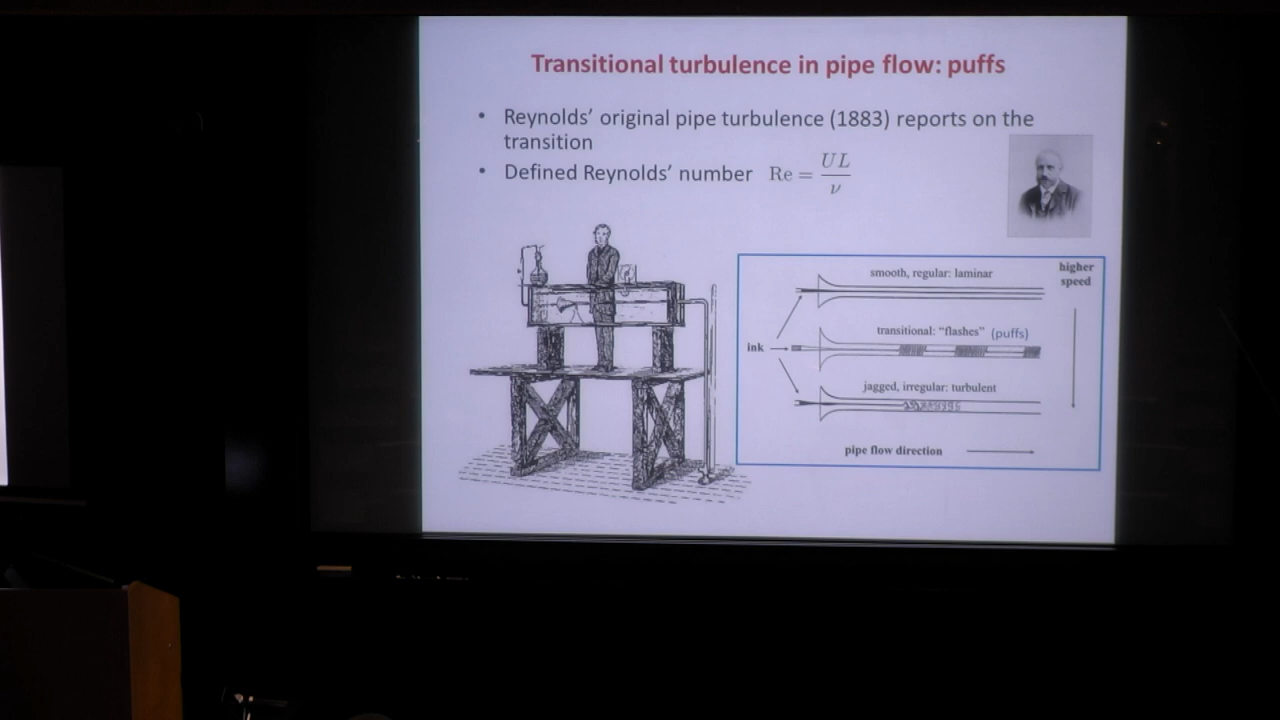 Transitional turbulence in pipe flow: puffs
• Reynolds' original pipe turbulence (1883) reports on the
transition
• Defined Reynolds' number Re = UL/ν
smooth, regular: laminar
higher
speed
transitional: "flashes" (puffs)
ink
jagged, irregular: turbulent
pipe flow direction